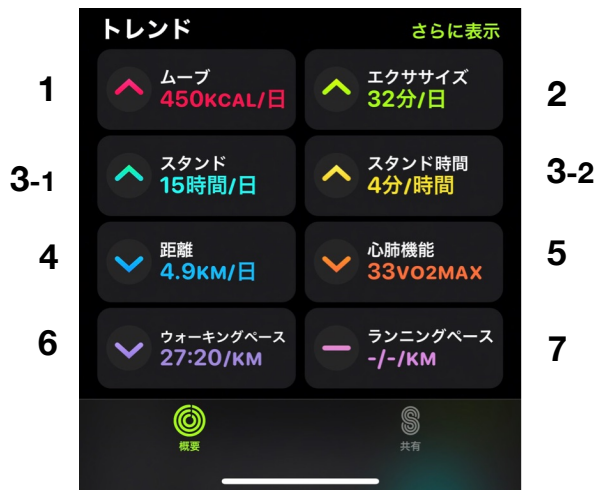 トレンド
さらに表示
1
ムーブ
450KCAL/日
エクササイズ
32分/日
2
3-1
スタンド
15時間/日
スタンド時間
4分/時間
3-2
4
距離
4.9KM/日
心肺機能
33VO2MAX
5
6
ウォーキングペース
27:20/KM
ランニングペース
-/-/KM
7
概要
共有